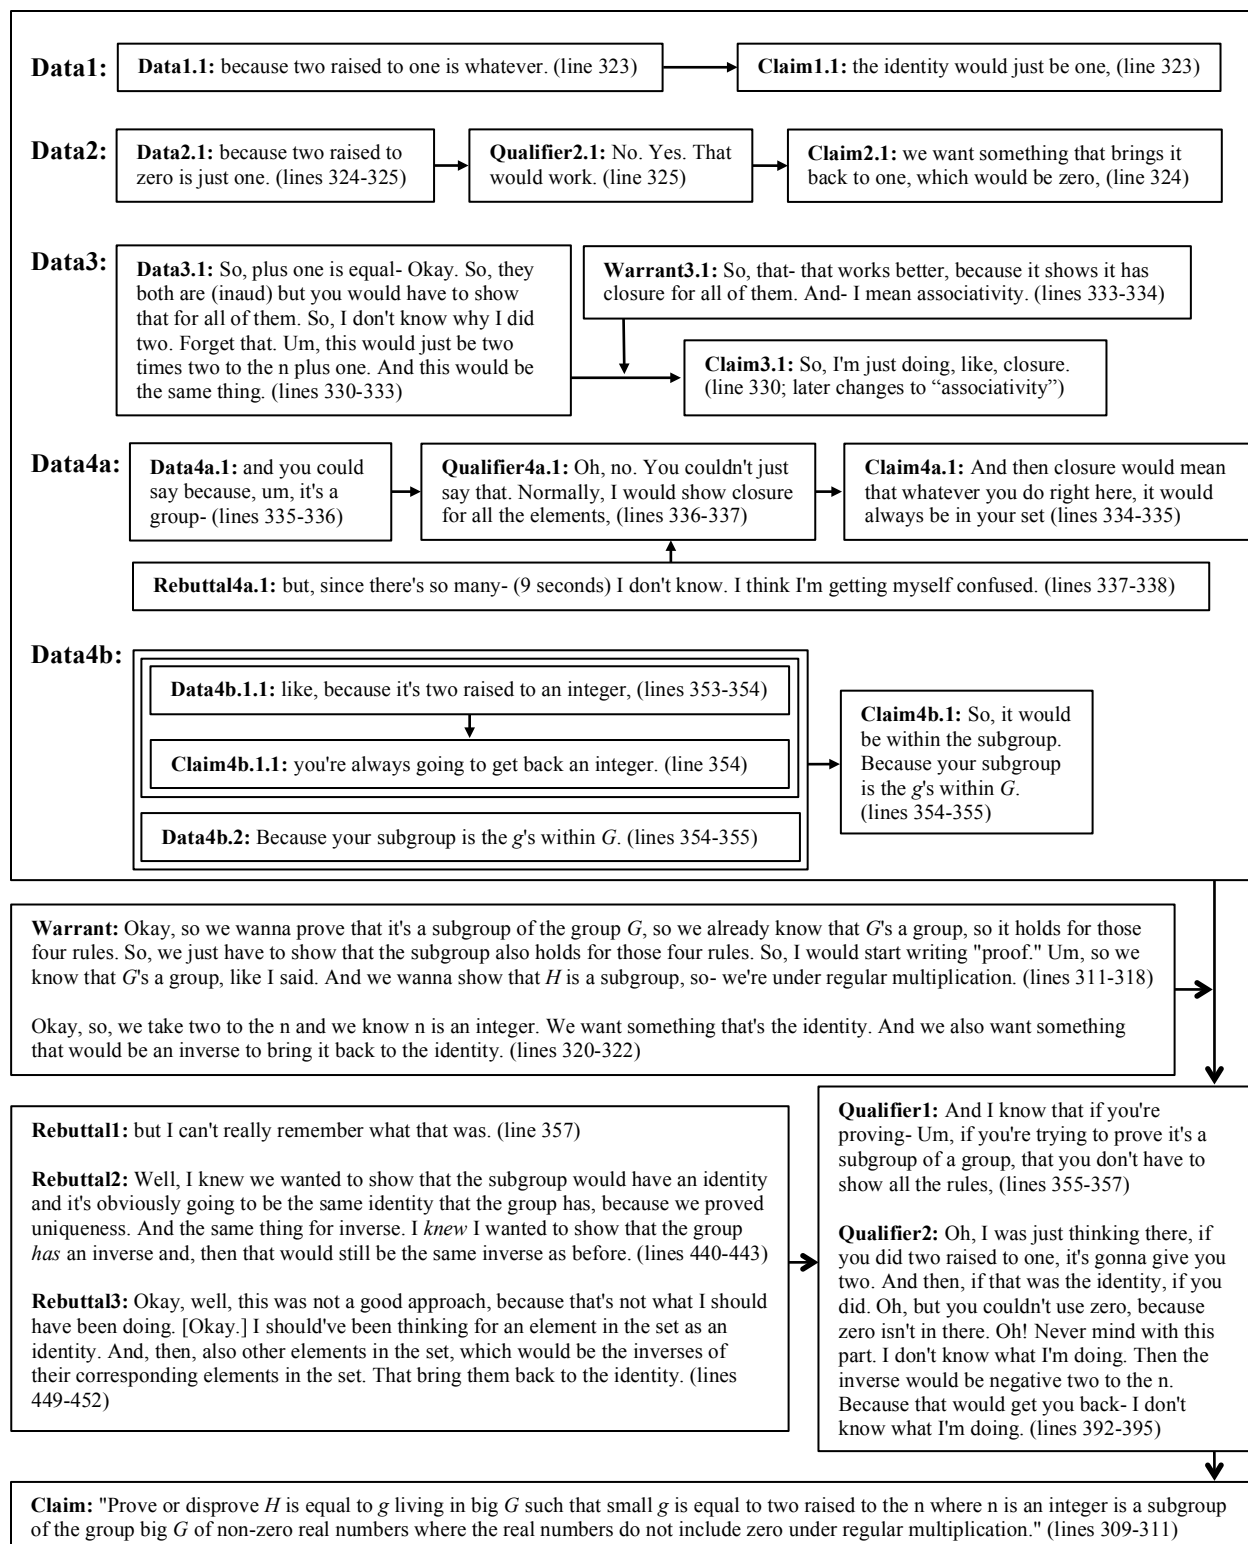 Data1:
Data1.1: because two raised to one is whatever. (line 323)
Claim1.1: the identity would just be one, (line 323)
Data2:
Data2.1: because two raised to
zero is just one. (lines 324-325)
Qualifier2.1: No. Yes. That
would work. (line 325)
Claim2.1: we want something that brings it
back to one, which would be zero, (line 324)
Data3:
Data3.1: So, plus one is equal- Okay. So, they
both are (inaud) but you would have to show
that for all of them. So, I don't know why I did
two. Forget that. Um, this would just be two
times two to the n plus one. And this would be
the same thing. (lines 330-333)
Warrant3.1: So, that- that works better, because it shows it has
closure for all of them. And- I mean associativity. (lines 333-334)
Claim3.1: So, I'm just doing, like, closure.
(line 330; later changes to “associativity”)
Data4a:
Data4a.1: and you could
say because, um, it's a
group- (lines 335-336)
Qualifier4a.1: Oh, no. You couldn't just
say that. Normally, I would show closure
for all the elements, (lines 336-337)
Claim4a.1: And then closure would mean
that whatever you do right here, it would
always be in your set (lines 334-335)
Rebuttal4a.1: but, since there's so many- (9 seconds) I don't know. I think I'm getting myself confused. (lines 337-338)
Data4b:
Data4b.1.1: like, because it's two raised to an integer, (lines 353-354)
Claim4b.1.1: you're always going to get back an integer. (line 354)
Data4b.2: Because your subgroup is the g's within G. (lines 354-355)
Claim4b.1: So, it would
be within the subgroup.
Because your subgroup
is the g's within G.
(lines 354-355)
Warrant: Okay, so we wanna prove that it's a subgroup of the group G, so we already know that G's a group, so it holds for those
four rules. So, we just have to show that the subgroup also holds for those four rules. So, I would start writing "proof." Um, so we
know that G's a group, like I said. And we wanna show that H is a subgroup, so- we're under regular multiplication. (lines 311-318)
Okay, so, we take two to the n and we know n is an integer. We want something that's the identity. And we also want something
that would be an inverse to bring it back to the identity. (lines 320-322)
Rebuttal1: but I can't really remember what that was. (line 357)
Rebuttal2: Well, I knew we wanted to show that the subgroup would have an identity
and it's obviously going to be the same identity that the group has, because we proved
uniqueness. And the same thing for inverse. I knew I wanted to show that the group
has an inverse and, then that would still be the same inverse as before. (lines 440-443)
Rebuttal3: Okay, well, this was not a good approach, because that's not what I should
have been doing. [Okay.] I should've been thinking for an element in the set as an
identity. And, then, also other elements in the set, which would be the inverses of
their corresponding elements in the set. That bring them back to the identity. (lines
449-452)
Qualifier1: And I know that if you're
proving- Um, if you're trying to prove it's a
subgroup of a group, that you don't have to
show all the rules, (lines 355-357)
Qualifier2: Oh, I was just thinking there, if
you did two raised to one, it's gonna give you
two. And then, if that was the identity, if you
did. Oh, but you couldn't use zero, because
zero isn't in there. Oh! Never mind with this
part. I don't know what I'm doing. Then the
inverse would be negative two to the n.
Because that would get you back- I don't
know what I'm doing. (lines 392-395)
Claim: "Prove or disprove H is equal to g living in big G such that small g is equal to two raised to the n where n is an integer is a subgroup
of the group big G of non-zero real numbers where the real numbers do not include zero under regular multiplication." (lines 309-311)